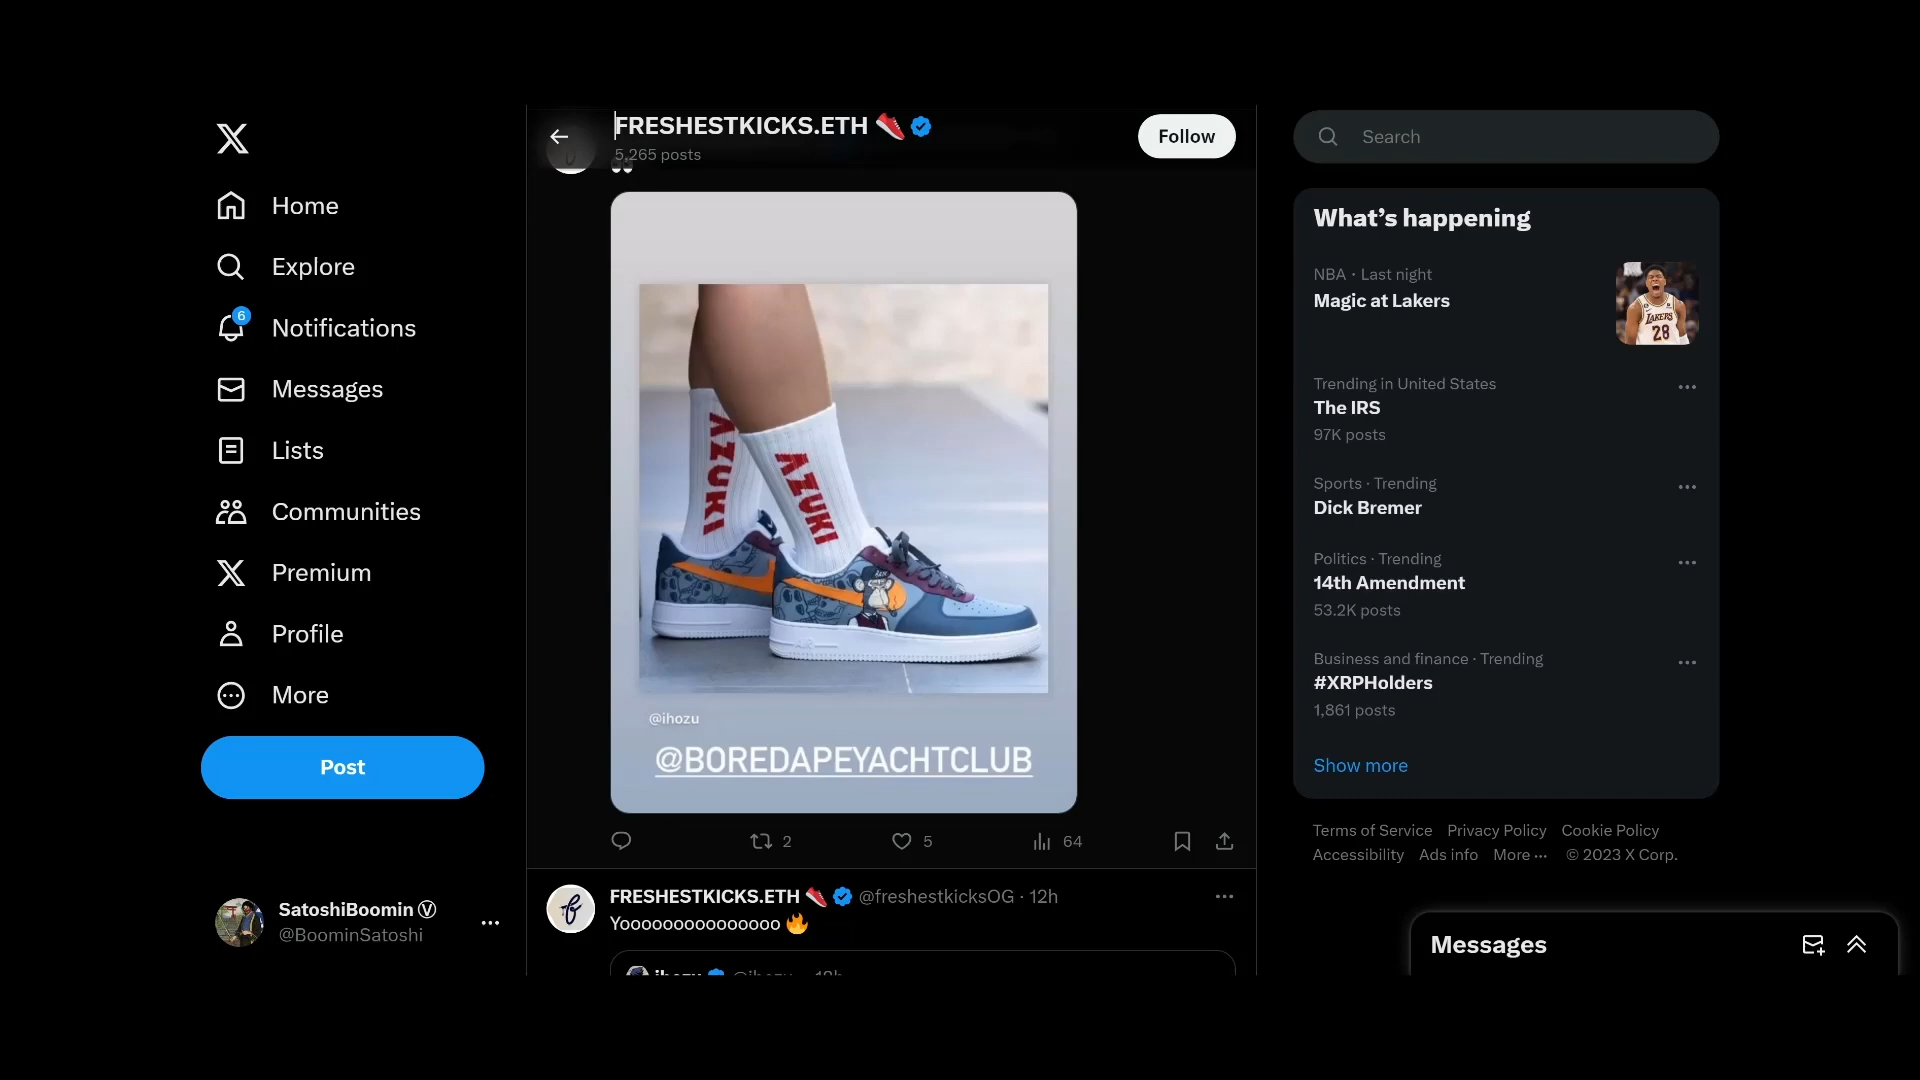 Home
Explore
6
Notifications
Messages
Lists
Communities
Premium
Profile
More
Post
SatoshiBoomin
@BoominSatoshi
FRESHESTKICKS.ETH
5,265 posts
Follow
AZUKI
AZUKI
@ihozu
@BOREDAPEYACHTCLUB
2
5
64
FRESHESTKICKS.ETH @freshestkicksOG · 12h
Yooooooooooooooo
Search
What’s happening
NBA · Last night
Magic at Lakers
LAKERS
28
Trending in United States
The IRS
97K posts
Sports · Trending
Dick Bremer
Politics · Trending
14th Amendment
53.2K posts
Business and finance · Trending
#XRPHolders
1,861 posts
Show more
Terms of Service Privacy Policy Cookie Policy
Accessibility Ads info More ··· © 2023 X Corp.
Messages